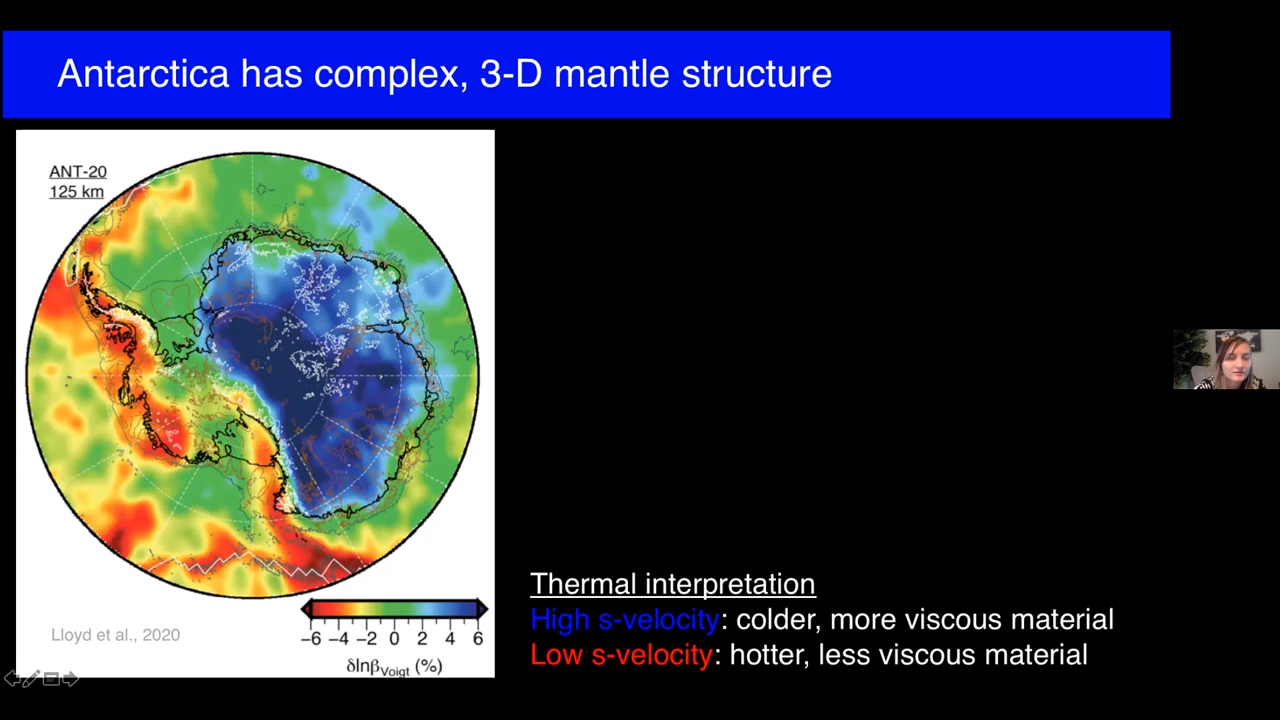 Antarctica has complex, 3-D mantle structure
ANT-20
125 km
−6 −4 −2 0 2 4 6
δlnβVoigt (%)
Lloyd et al., 2020
Thermal interpretation
High s-velocity: colder, more viscous material
Low s-velocity: hotter, less viscous material